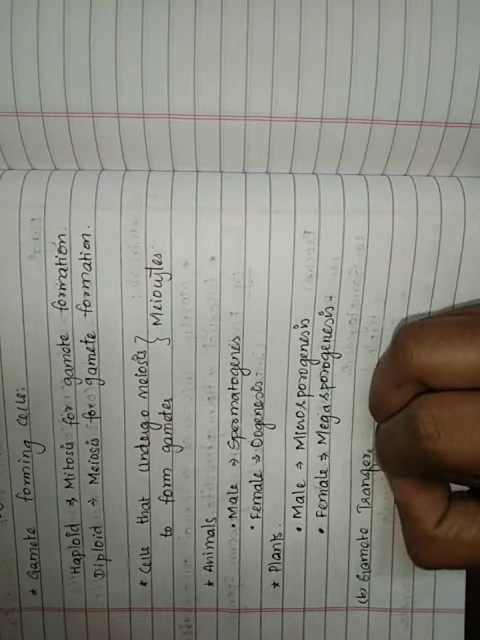 * Gamete forming cells:
Haploid → Mitosis for gamete formation.
Diploid → Meiosis for gamete formation.
* Cells that undergo meiosis } Meiocytes
to form gametes
* Animals
• Male → Spermatogenesis
• Female → Oogenesis.
* Plants.
• Male → Microsporogenesis
• Female → Megasporogenesis.
(b) Gamete Transfer